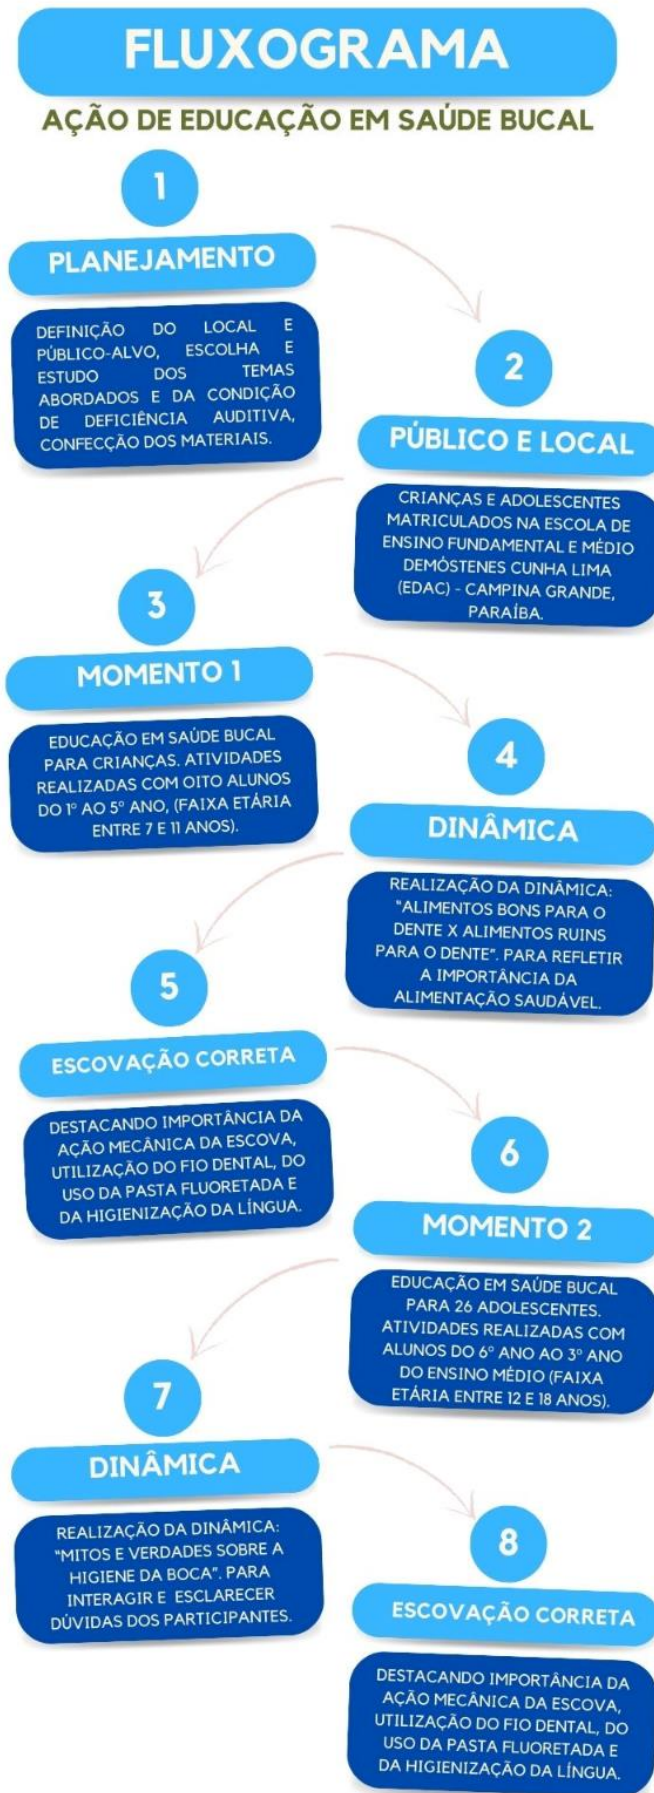 FLUXOGRAMA
AÇÃO DE EDUCAÇÃO EM SAÚDE BUCAL
1
PLANEJAMENTO
DEFINIÇÃO DO LOCAL E
PÚBLICO-ALVO, ESCOLHA E
ESTUDO DOS TEMAS
ABORDADOS E DA CONDIÇÃO
DE DEFICIÊNCIA AUDITIVA,
CONFECÇÃO DOS MATERIAIS.
2
PÚBLICO E LOCAL
CRIANÇAS E ADOLESCENTES
MATRICULADOS NA ESCOLA DE
ENSINO FUNDAMENTAL E MÉDIO
DEMÓSTENES CUNHA LIMA
(EDAC) - CAMPINA GRANDE,
PARAÍBA.
3
MOMENTO 1
EDUCAÇÃO EM SAÚDE BUCAL
PARA CRIANÇAS. ATIVIDADES
REALIZADAS COM OITO ALUNOS
DO 1º AO 5º ANO, (FAIXA ETÁRIA
ENTRE 7 E 11 ANOS).
4
DINÂMICA
REALIZAÇÃO DA DINÂMICA:
"ALIMENTOS BONS PARA O
DENTE X ALIMENTOS RUINS
PARA O DENTE". PARA REFLETIR
A IMPORTÂNCIA DA
ALIMENTAÇÃO SAUDÁVEL.
5
ESCOVAÇÃO CORRETA
DESTACANDO IMPORTÂNCIA DA
AÇÃO MECÂNICA DA ESCOVA,
UTILIZAÇÃO DO FIO DENTAL, DO
USO DA PASTA FLUORETADA E
DA HIGIENIZAÇÃO DA LÍNGUA.
6
MOMENTO 2
EDUCAÇÃO EM SAÚDE BUCAL
PARA 26 ADOLESCENTES.
ATIVIDADES REALIZADAS COM
ALUNOS DO 6º ANO AO 3º ANO
DO ENSINO MÉDIO (FAIXA
ETÁRIA ENTRE 12 E 18 ANOS).
7
DINÂMICA
REALIZAÇÃO DA DINÂMICA:
"MITOS E VERDADES SOBRE A
HIGIENE DA BOCA". PARA
INTERAGIR E ESCLARECER
DÚVIDAS DOS PARTICIPANTES.
8
ESCOVAÇÃO CORRETA
DESTACANDO IMPORTÂNCIA DA
AÇÃO MECÂNICA DA ESCOVA,
UTILIZAÇÃO DO FIO DENTAL, DO
USO DA PASTA FLUORETADA E
DA HIGIENIZAÇÃO DA LÍNGUA.